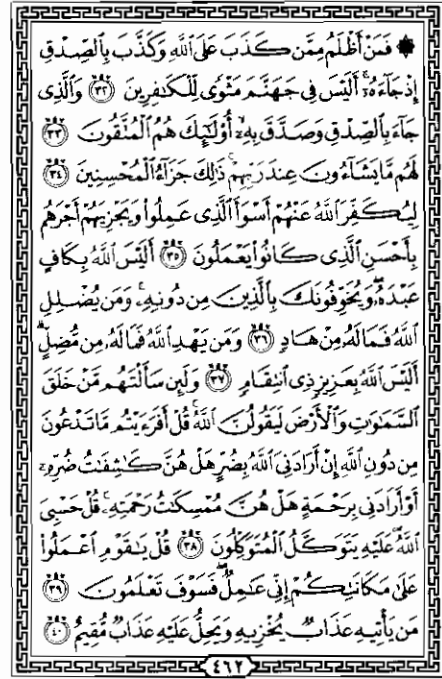 ۞ فَمَنْ أَظْلَمُ مِمَّن كَذَبَ عَلَى ٱللَّهِ وَكَذَّبَ بِٱلصِّدْقِ
إِذْ جَآءَهُۥٓ أَلَيْسَ فِى جَهَنَّمَ مَثْوًى لِّلْكَـٰفِرِينَ ٣٢ وَٱلَّذِى
جَآءَ بِٱلصِّدْقِ وَصَدَّقَ بِهِۦٓ أُو۟لَـٰٓئِكَ هُمُ ٱلْمُتَّقُونَ ٣٣
لَهُم مَّا يَشَآءُونَ عِندَ رَبِّهِمْ ذَٰلِكَ جَزَآءُ ٱلْمُحْسِنِينَ ٣٤
لِيُكَفِّرَ ٱللَّهُ عَنْهُمْ أَسْوَأَ ٱلَّذِى عَمِلُوا۟ وَيَجْزِيَهُمْ أَجْرَهُم
بِأَحْسَنِ ٱلَّذِى كَانُوا۟ يَعْمَلُونَ ٣٥ أَلَيْسَ ٱللَّهُ بِكَافٍ
عَبْدَهُۥ وَيُخَوِّفُونَكَ بِٱلَّذِينَ مِن دُونِهِۦ وَمَن يُضْلِلِ
ٱللَّهُ فَمَا لَهُۥ مِنْ هَادٍ ٣٦ وَمَن يَهْدِ ٱللَّهُ فَمَا لَهُۥ مِن مُّضِلٍّ
أَلَيْسَ ٱللَّهُ بِعَزِيزٍ ذِى ٱنتِقَامٍ ٣٧ وَلَئِن سَأَلْتَهُم مَّنْ خَلَقَ
ٱلسَّمَـٰوَٰتِ وَٱلْأَرْضَ لَيَقُولُنَّ ٱللَّهُ قُلْ أَفَرَءَيْتُم مَّا تَدْعُونَ
مِن دُونِ ٱللَّهِ إِنْ أَرَادَنِىَ ٱللَّهُ بِضُرٍّ هَلْ هُنَّ كَـٰشِفَـٰتُ ضُرِّهِۦٓ
أَوْ أَرَادَنِى بِرَحْمَةٍ هَلْ هُنَّ مُمْسِكَـٰتُ رَحْمَتِهِۦ قُلْ حَسْبِىَ
ٱللَّهُ عَلَيْهِ يَتَوَكَّلُ ٱلْمُتَوَكِّلُونَ ٣٨ قُلْ يَـٰقَوْمِ ٱعْمَلُوا۟
عَلَىٰ مَكَانَتِكُمْ إِنِّى عَـٰمِلٌ فَسَوْفَ تَعْلَمُونَ ٣٩
مَن يَأْتِيهِ عَذَابٌ يُخْزِيهِ وَيَحِلُّ عَلَيْهِ عَذَابٌ مُّقِيمٌ ٤٠
٤٦٢